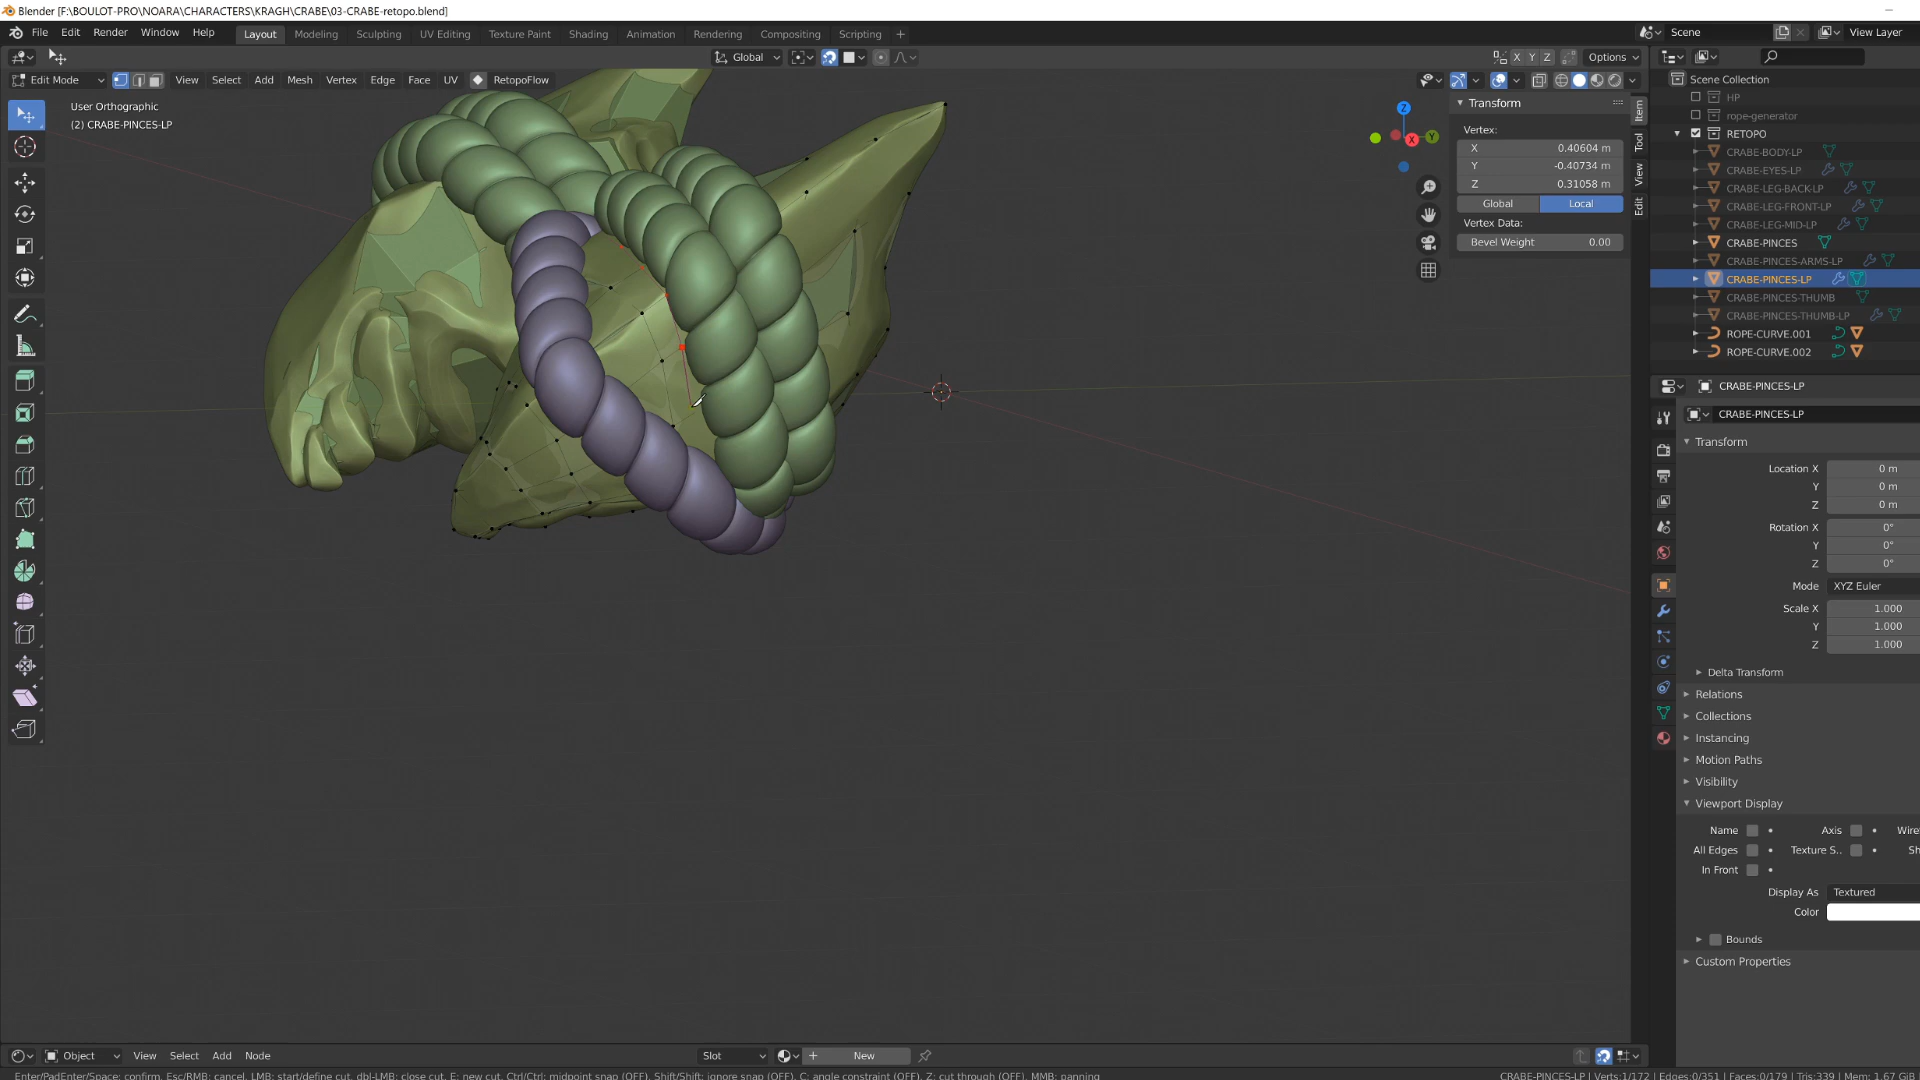 Blender [F:\BOULOT-PRO\NOARA\CHARACTERS\KRAGH\CRABE\03-CRABE-retopo.blend]
File Edit Render Window Help Layout Modeling Sculpting UV Editing Texture Paint Shading Animation Rendering Compositing Scripting + Scene View Layer
Global Options
X Y Z
Edit Mode View Select Add Mesh Vertex Edge Face UV RetopoFlow
User Orthographic
(2) CRABE-PINCES-LP
Z
X
Y
Transform
Vertex:
X 0.40604 m
Y -0.40734 m
Z 0.31058 m
Global Local
Vertex Data:
Bevel Weight 0.00
Item
Tool
View
Edit
Scene Collection
HP
rope-generator
RETOPO
CRABE-BODY-LP
CRABE-EYES-LP
CRABE-LEG-BACK-LP
CRABE-LEG-FRONT-LP
CRABE-LEG-MID-LP
CRABE-PINCES
CRABE-PINCES-ARMS-LP
CRABE-PINCES-LP
CRABE-PINCES-THUMB
CRABE-PINCES-THUMB-LP
ROPE-CURVE.001
ROPE-CURVE.002
CRABE-PINCES-LP
CRABE-PINCES-LP
Transform
Location X 0 m
Y 0 m
Z 0 m
Rotation X 0°
Y 0°
Z 0°
Mode XYZ Euler
Scale X 1.000
Y 1.000
Z 1.000
Delta Transform
Relations
Collections
Instancing
Motion Paths
Visibility
Viewport Display
Name Axis Wire
All Edges Texture S.. Sh
In Front
Display As Textured
Color
Bounds
Custom Properties
Object View Select Add Node Slot + New
Enter/PadEnter/Space: confirm, Esc/RMB: cancel, LMB: start/define cut, dbl-LMB: close cut, E: new cut, Ctrl/Ctrl: midpoint snap (OFF), Shift/Shift: ignore snap (OFF), C: angle constraint (OFF), Z: cut through (OFF), MMB: panning
CRABE-PINCES-LP | Verts:1/172 | Edges:0/351 | Faces:0/179 | Tris:339 | Mem: 1.67 GiB